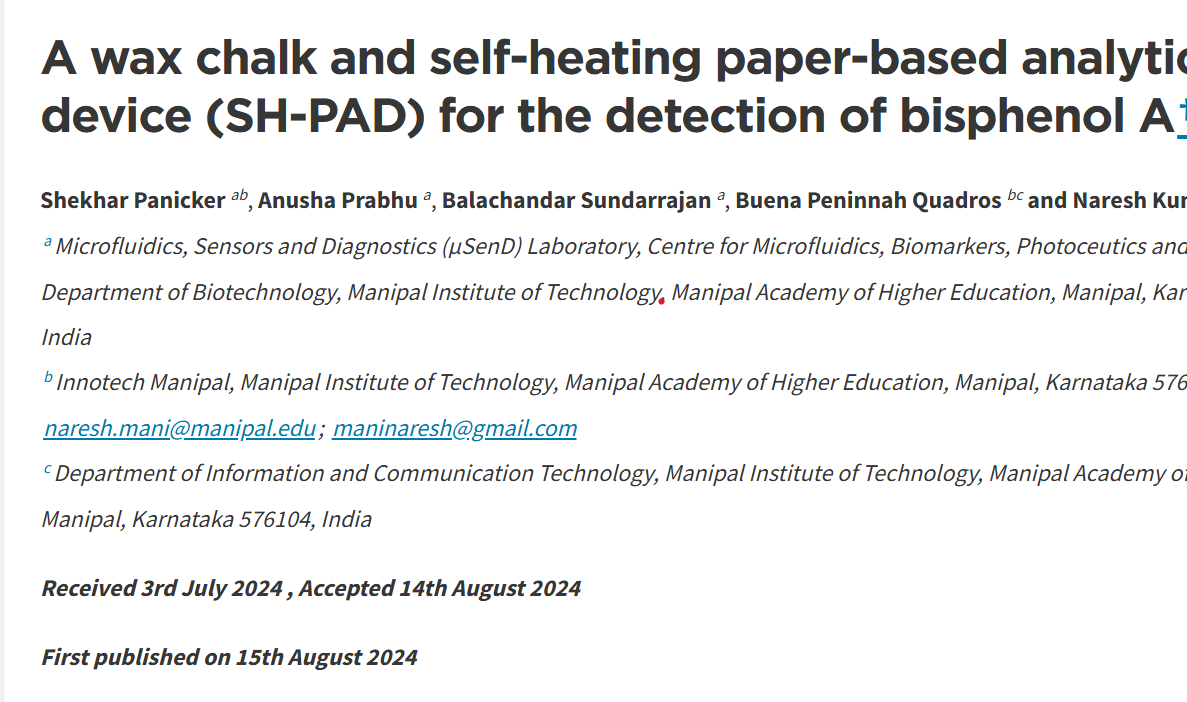 A wax chalk and self-heating paper-based analytic
device (SH-PAD) for the detection of bisphenol A†
Shekhar Panicker ab, Anusha Prabhu a, Balachandar Sundarrajan a, Buena Peninnah Quadros bc and Naresh Kum
a Microfluidics, Sensors and Diagnostics (μSenD) Laboratory, Centre for Microfluidics, Biomarkers, Photoceutics and
Department of Biotechnology, Manipal Institute of Technology, Manipal Academy of Higher Education, Manipal, Kar
India
b Innotech Manipal, Manipal Institute of Technology, Manipal Academy of Higher Education, Manipal, Karnataka 576
naresh.mani@manipal.edu; maninaresh@gmail.com
c Department of Information and Communication Technology, Manipal Institute of Technology, Manipal Academy of
Manipal, Karnataka 576104, India
Received 3rd July 2024 , Accepted 14th August 2024
First published on 15th August 2024